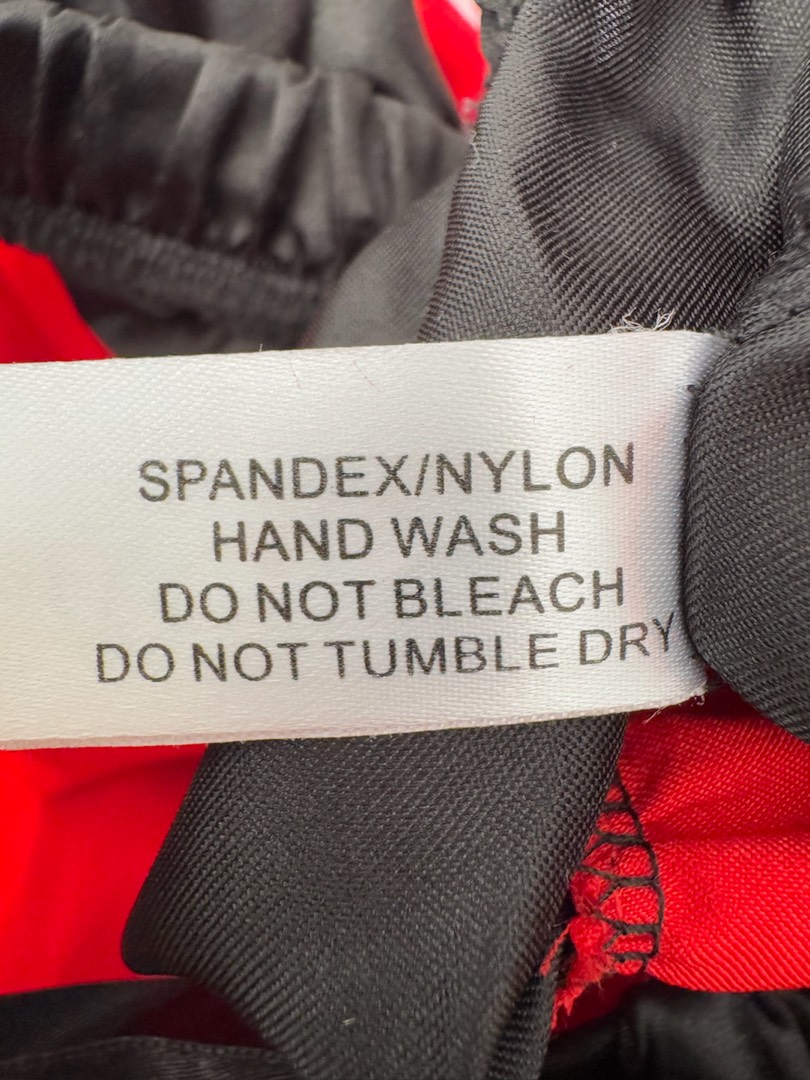 SPANDEX/NYLON
HAND WASH
DO NOT BLEACH
DO NOT TUMBLE DRY